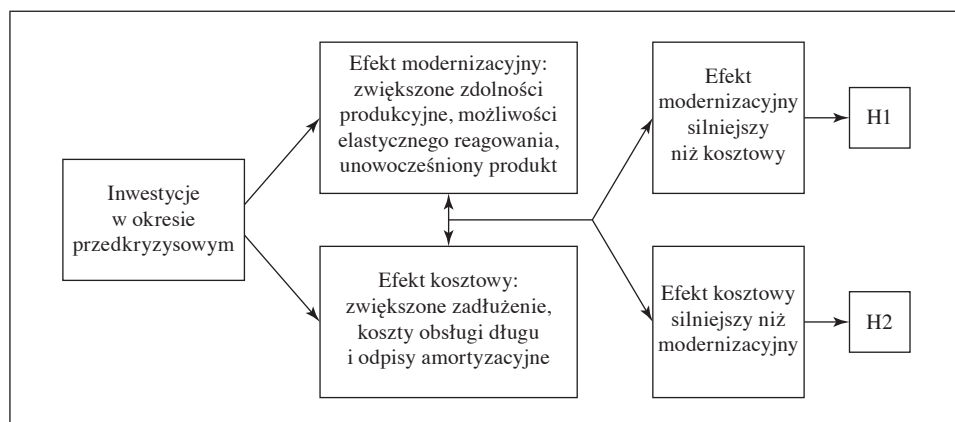 Inwestycje
w okresie
przedkryzysowym
Efekt modernizacyjny:
zwiększone zdolności
produkcyjne, możliwości
elastycznego reagowania,
unowocześniony produkt
Efekt kosztowy:
zwiększone zadłużenie,
koszty obsługi długu
i odpisy amortyzacyjne
Efekt
modernizacyjny
silniejszy
niż kosztowy
H1
Efekt kosztowy
silniejszy niż
modernizacyjny
H2